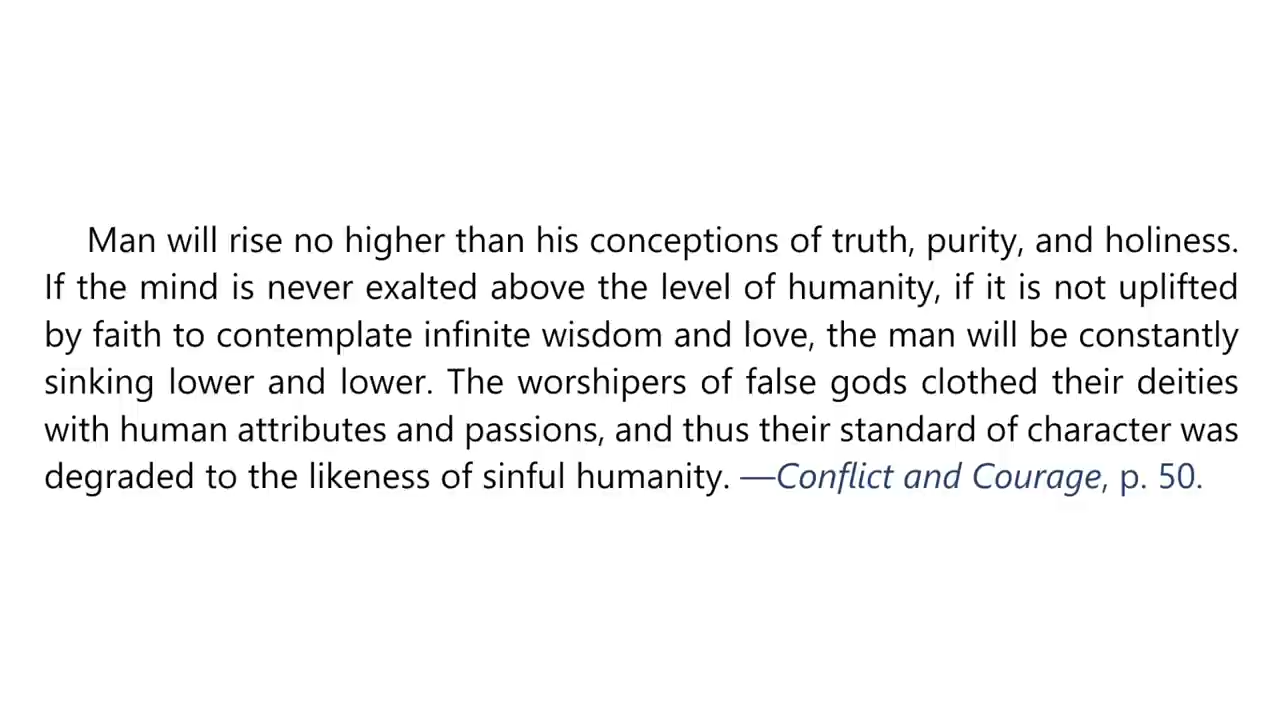 Man will rise no higher than his conceptions of truth, purity, and holiness.
If the mind is never exalted above the level of humanity, if it is not uplifted
by faith to contemplate infinite wisdom and love, the man will be constantly
sinking lower and lower. The worshipers of false gods clothed their deities
with human attributes and passions, and thus their standard of character was
degraded to the likeness of sinful humanity. —Conflict and Courage, p. 50.